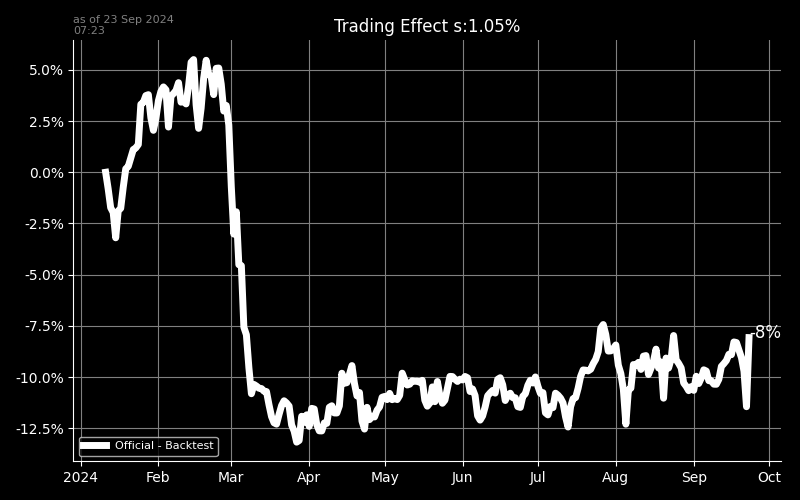 as of 23 Sep 2024
07:23
Trading Effect s:1.05%
5.0%
2.5%
0.0%
-2.5%
-5.0%
-7.5%
-10.0%
-12.5%
-8%
Official - Backtest
2024 Feb Mar Apr May Jun Jul Aug Sep Oct